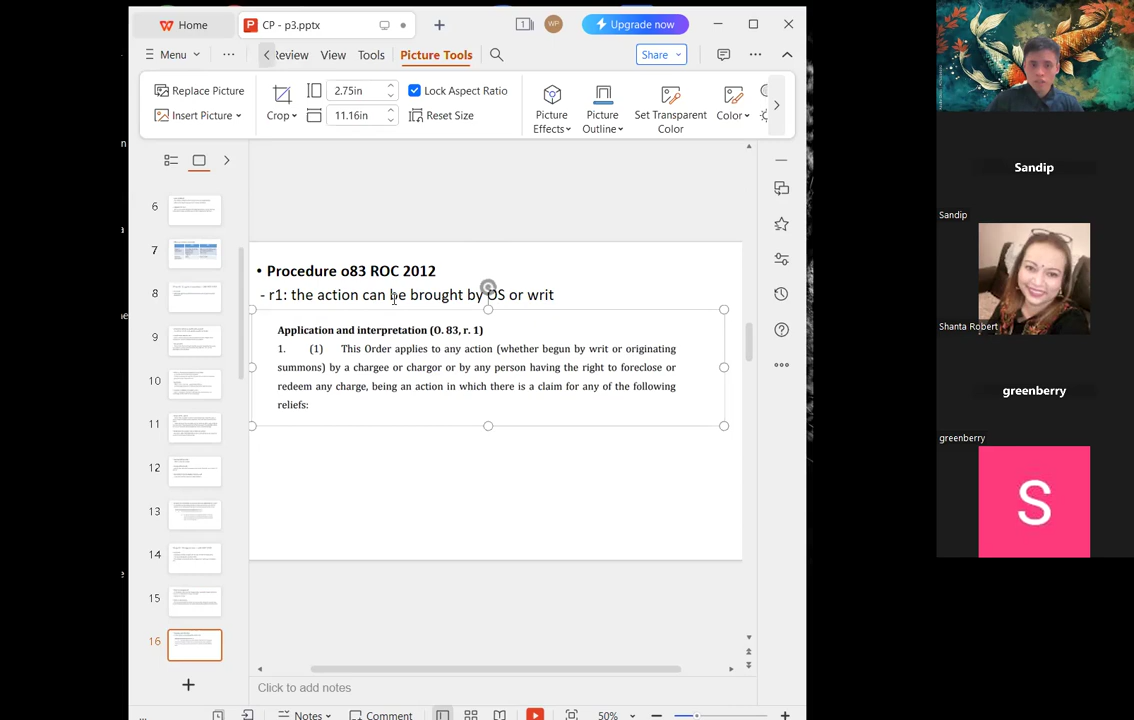 Home
CP - p3.pptx
1
WP
Upgrade now
Menu
Review
View
Tools
Picture Tools
Share
Replace Picture
Insert Picture
Crop
2.75in
11.16in
Lock Aspect Ratio
Reset Size
Picture Effects
Picture Outline
Set Transparent Color
Color
6
7
8
9
10
11
12
13
14
15
16
• Procedure o83 ROC 2012
- r1: the action can be brought by OS or writ
Application and interpretation (O. 83, r. 1)
1. (1) This Order applies to any action (whether begun by writ or originating
summons) by a chargee or chargor or by any person having the right to foreclose or
redeem any charge, being an action in which there is a claim for any of the following
reliefs:
Click to add notes
Notes
Comment
50%
Sandip
Sandip
Shanta Robert
greenberry
greenberry
S